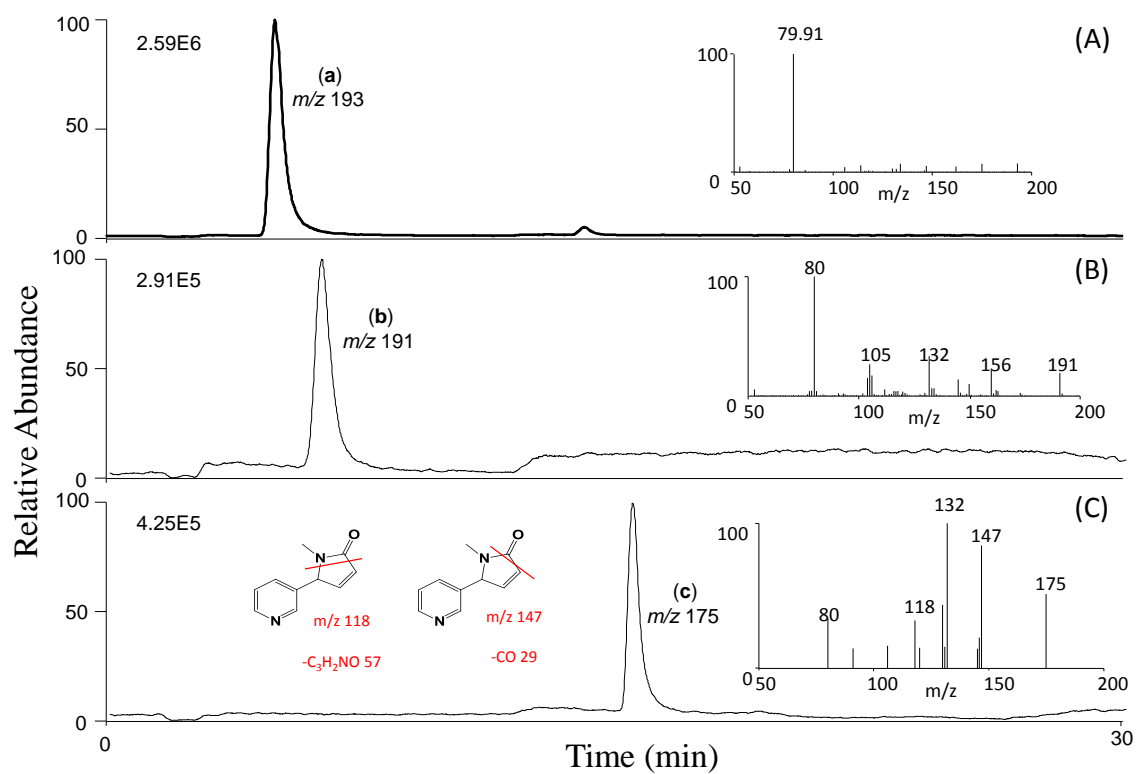 Relative Abundance
100
50
0
2.59E6
(a)
m/z 193
79.91
100
0
50
100
150
200
m/z
(A)
100
50
0
2.91E5
(b)
m/z 191
80
105
132
156
191
100
0
50
100
150
200
m/z
(B)
100
50
0
4.25E5
N
O
N
m/z 118
-C₃H₂NO 57
N
O
N
m/z 147
-CO 29
(c)
m/z 175
80
118
132
147
175
100
0
50
100
150
200
m/z
(C)
0
30
Time (min)